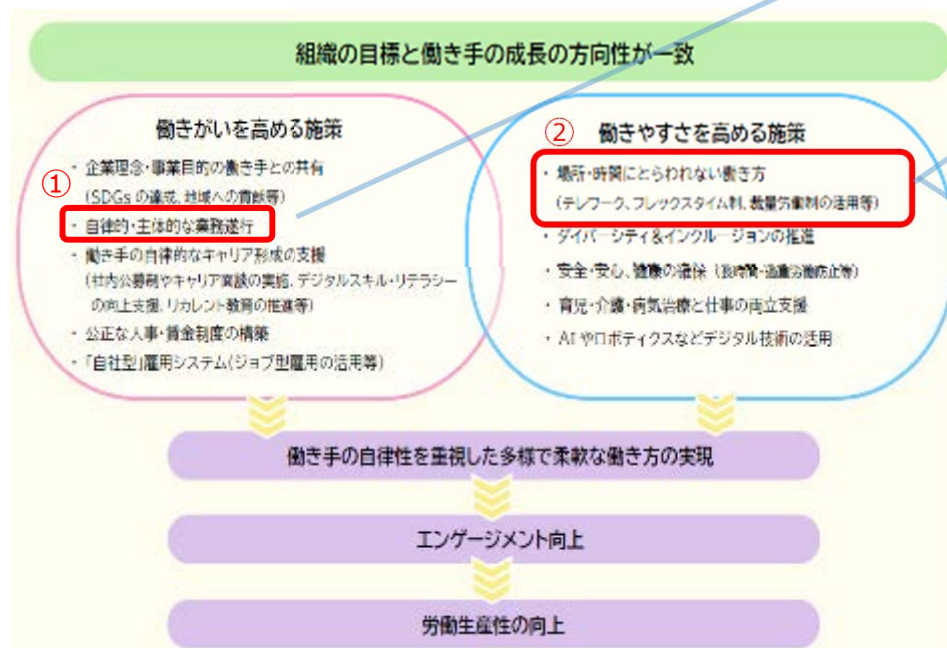 組織の目標と働き手の成長の方向性が一致
働きがいを高める施策
①
・ 企業理念・事業目的の働き手との共有
(SDGs の達成、地域への貢献等)
・ 自律的・主体的な業務遂行
・ 働き手の自律的なキャリア形成の支援
(社内公募制やキャリア面談の実施、デジタルスキル・リテラシー
の向上支援、リカレント教育の推進等)
・ 公正な人事・賃金制度の構築
・ 「自社型」雇用システム(ジョブ型雇用の活用等)
② 働きやすさを高める施策
・ 場所・時間にとらわれない働き方
(テレワーク、フレックスタイム制、裁量労働制の活用等)
・ ダイバーシティ&インクルージョンの推進
・ 安全・安心、健康の確保 (長時間・過重労働防止等)
・ 育児・介護・病気治療と仕事の両立支援
・ AI やロボティクスなどデジタル技術の活用
働き手の自律性を重視した多様で柔軟な働き方の実現
エンゲージメント向上
労働生産性の向上